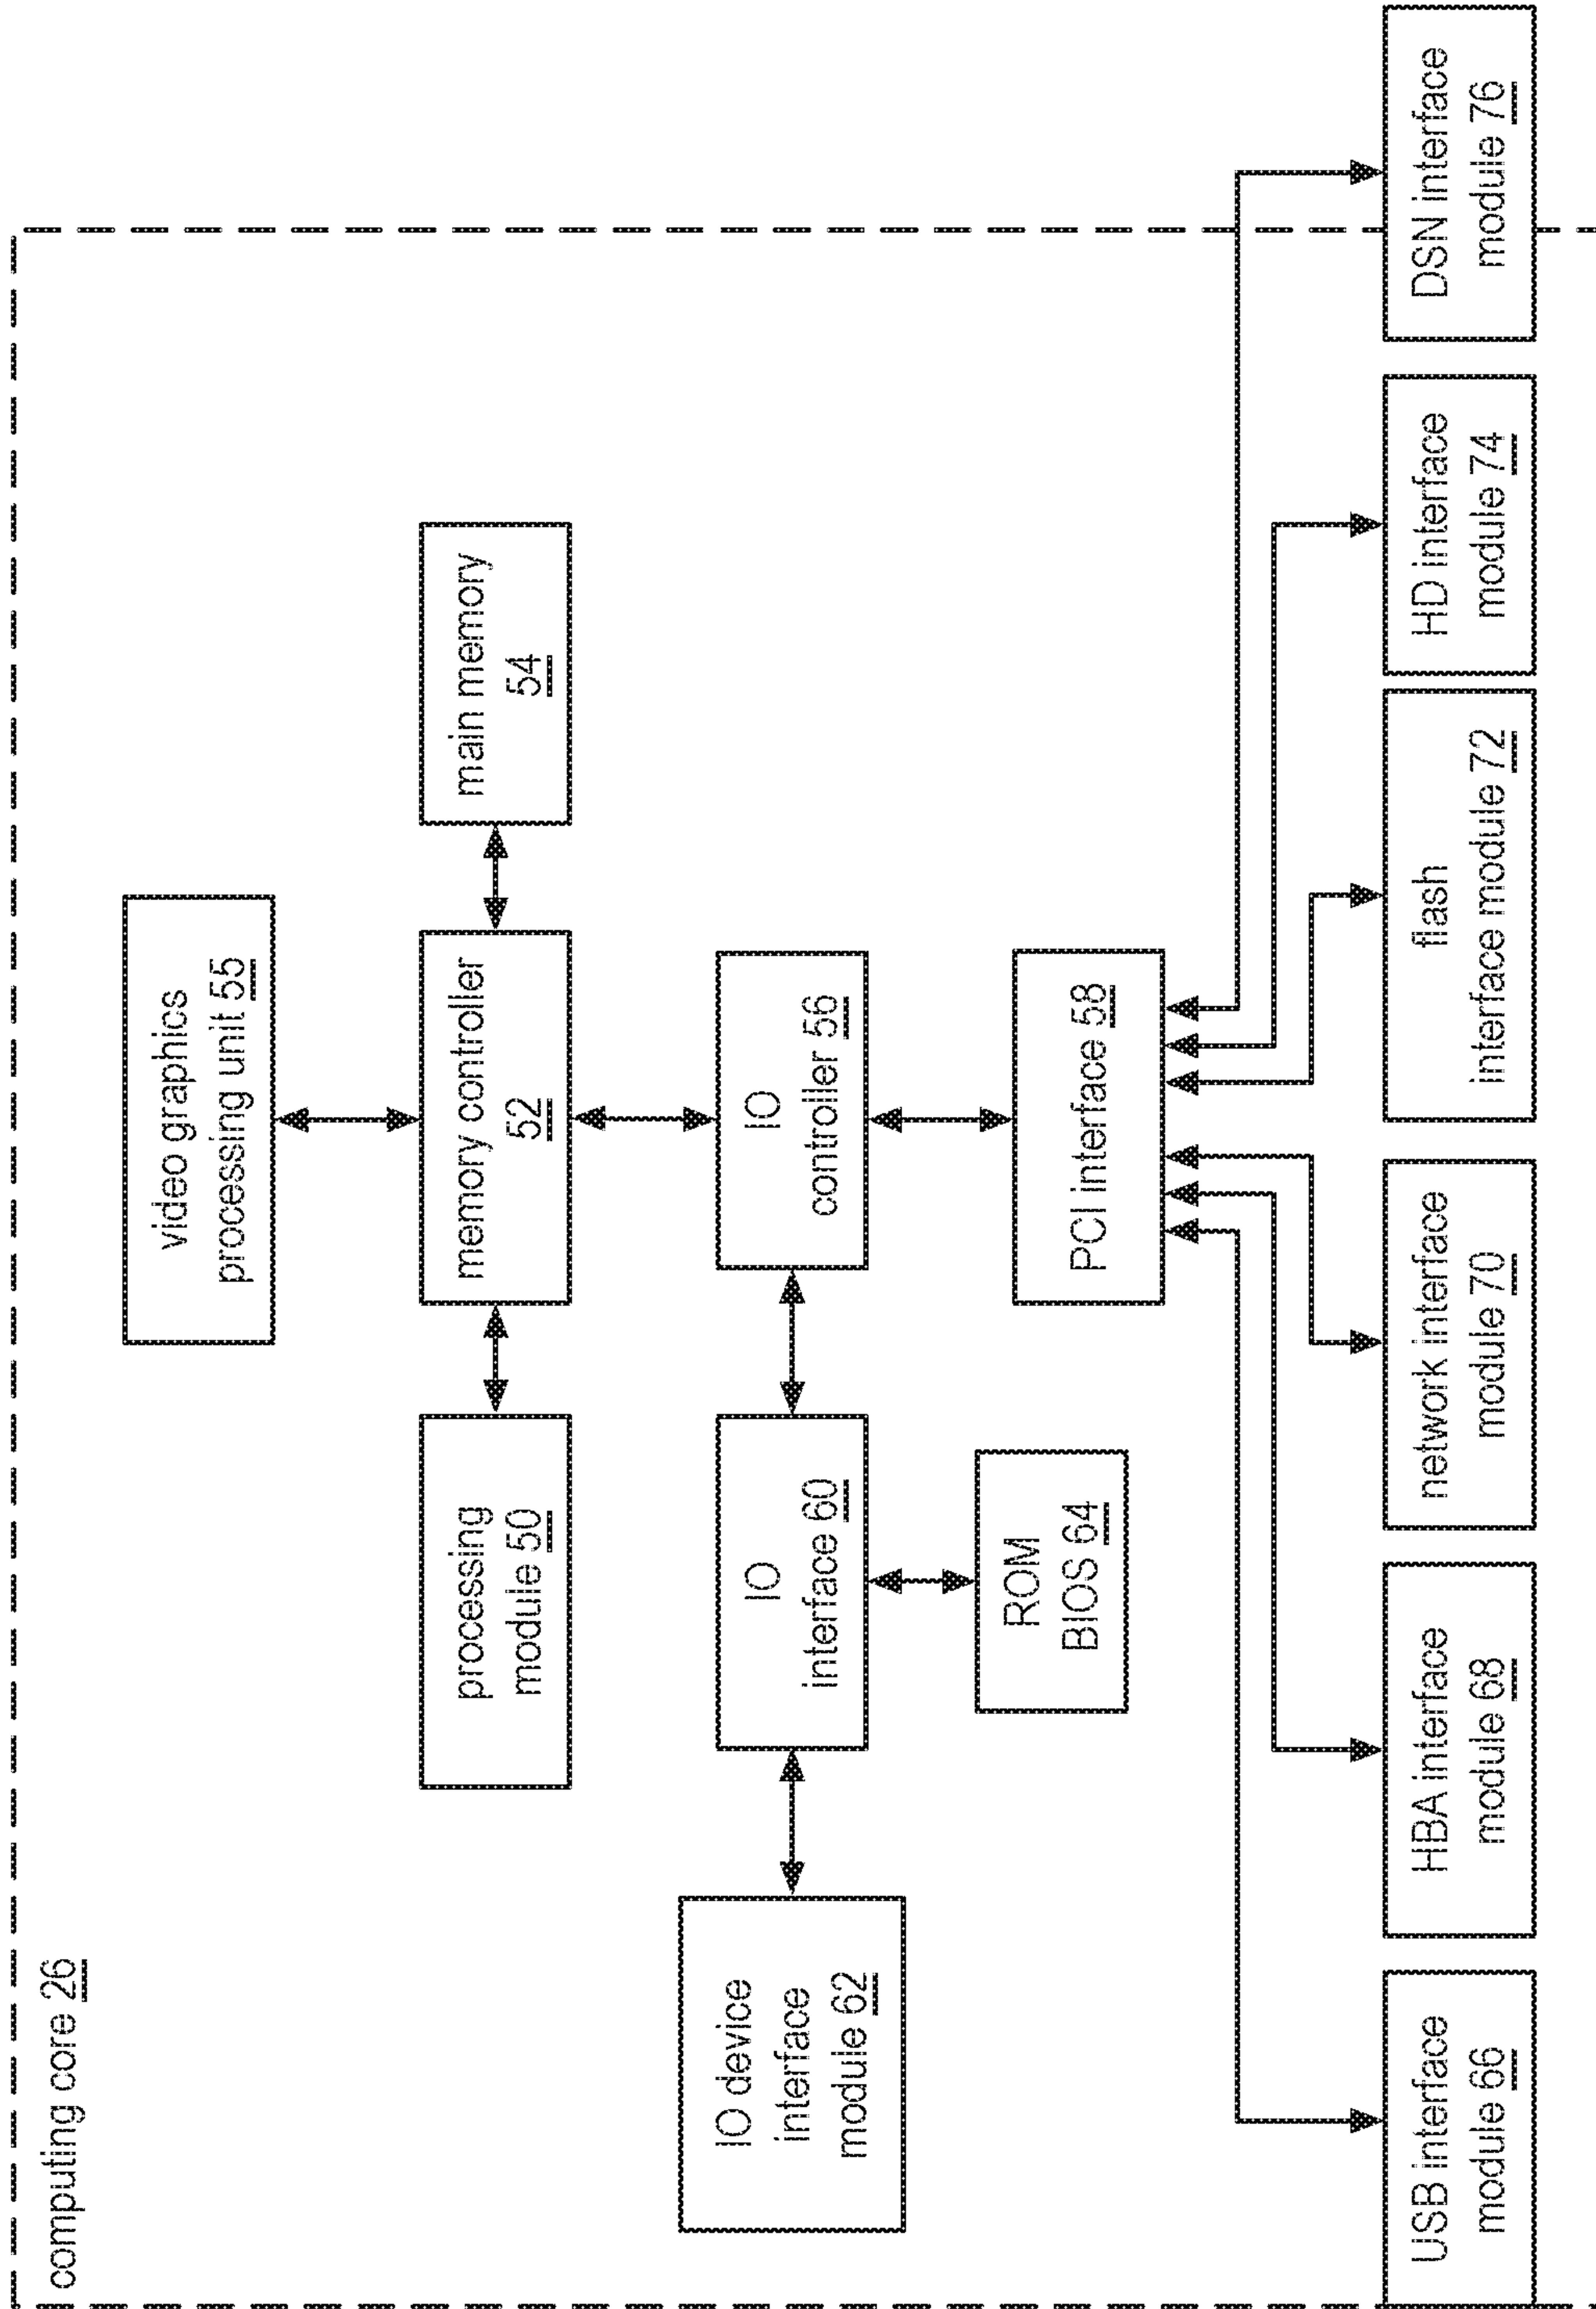 computing core 26
video graphics
processing unit 55
processing
module 50
memory controller
52
main memory
54
IO device
interface
module 62
IO
interface 60
IO
controller 56
ROM
BIOS 64
PCI interface 58
USB interface
module 66
HBA interface
module 68
network interface
module 70
flash
interface module 72
HD interface
module 74
DSN interface
module 76